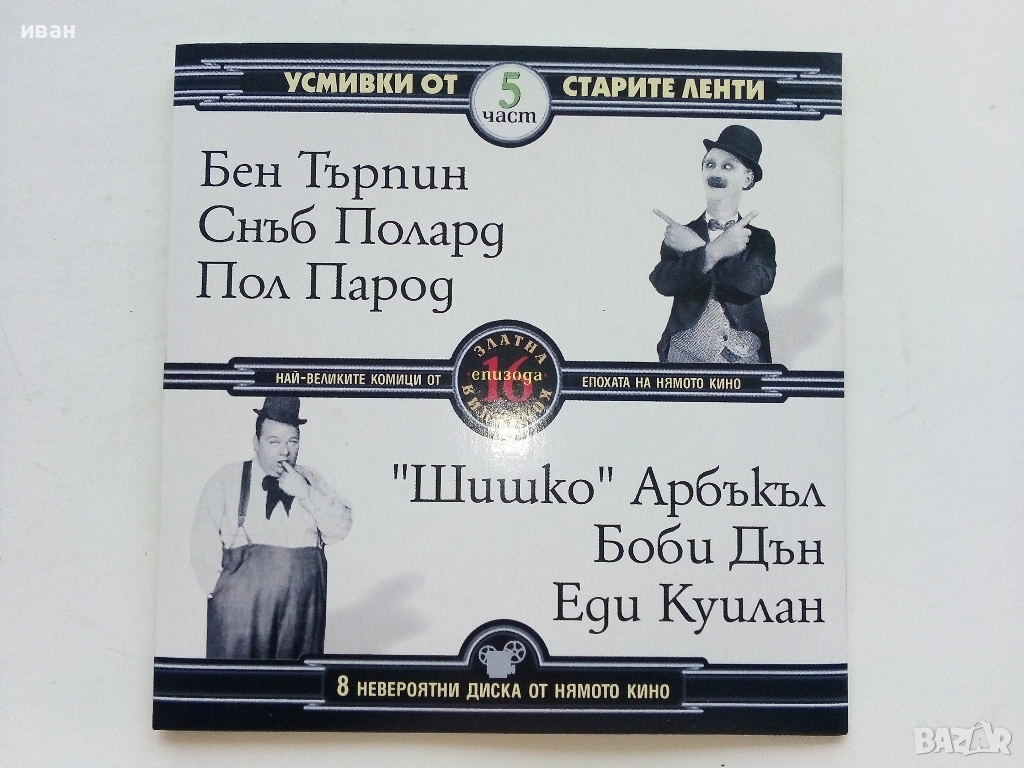 иван
УСМИВКИ ОТ 5 СТАРИТЕ ЛЕНТИ
част
Бен Търпин
Снъб Полард
Пол Парод
ЗЛАТНА
НАЙ-ВЕЛИКИТЕ КОМИЦИ ОТ 16 епизода ЕПОХАТА НА НЯМОТО КИНО
"Шишко" Арбъкъл
Боби Дън
Еди Куилан
8 НЕВЕРОЯТНИ ДИСКА ОТ НЯМОТО КИНО
BAZAR